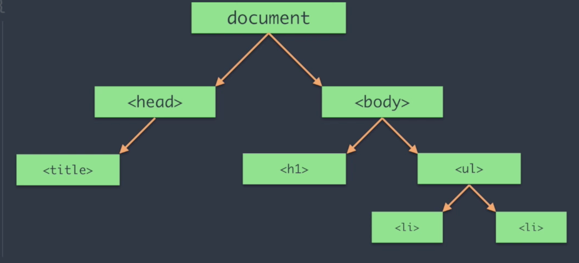 document
<head>
<body>
<title>
<h1>
<ul>
<li>
<li>